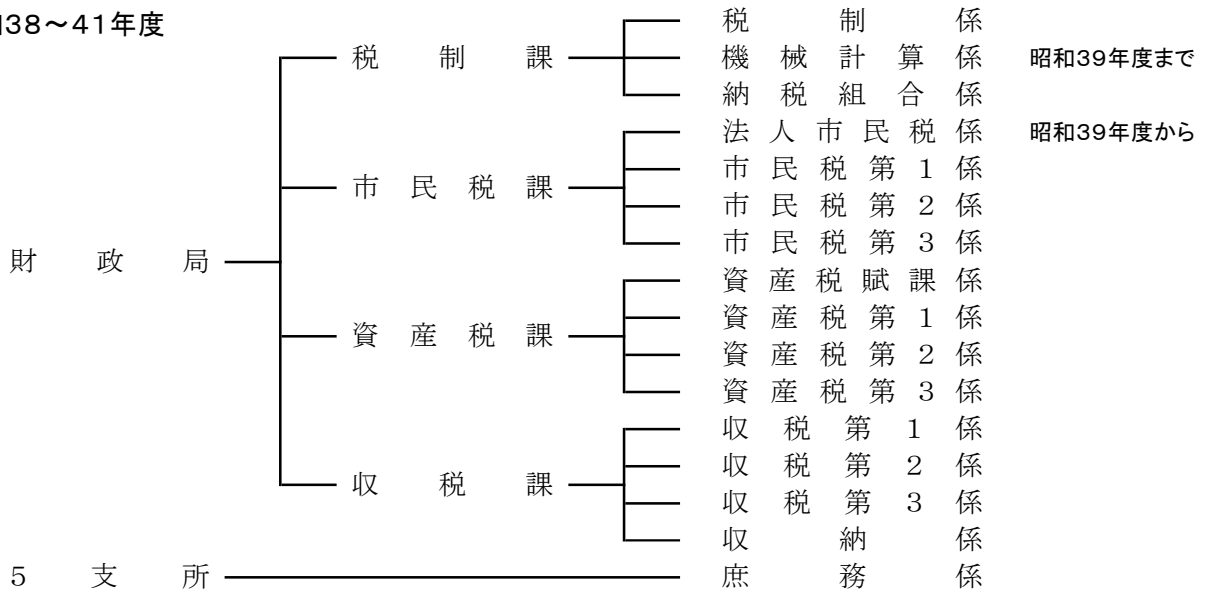 38～41年度
税制係
税制課 機械計算係 昭和39年度まで
納税組合係
法人市民税係 昭和39年度から
市民税第1係
市民税課
市民税第2係
市民税第3係
財政局
資産税賦課係
資産税第1係
資産税課
資産税第2係
資産税第3係
収税第1係
収税第2係
収税課
収税第3係
収納係
5支所 庶務係